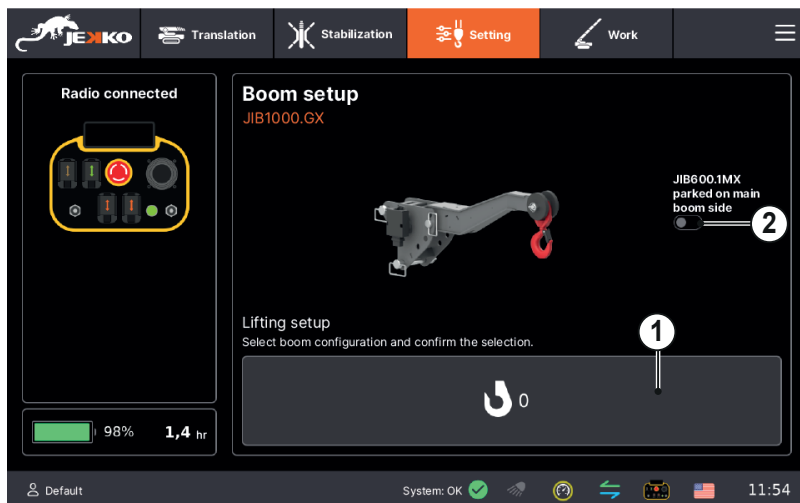 JEKKO
Translation
Stabilization
Setting
Work
Radio connected
Boom setup
JIB1000.GX
JIB600.1MX
parked on main
boom side
2
Lifting setup
Select boom configuration and confirm the selection.
1
0
98%
1,4 hr
Default
System: OK
11:54